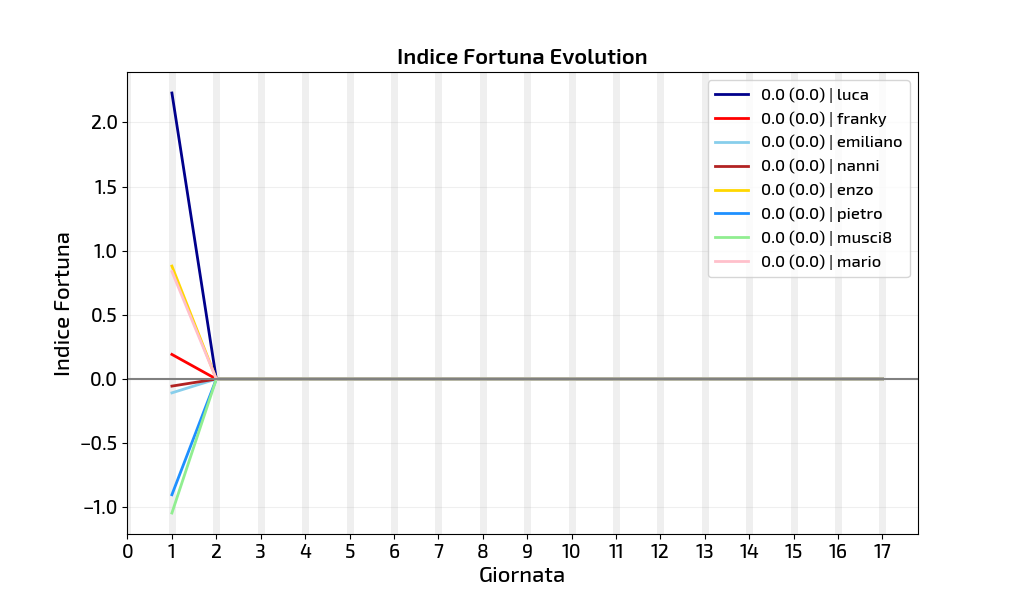 Indice Fortuna Evolution
0.0 (0.0) | luca
0.0 (0.0) | franky
0.0 (0.0) | emiliano
0.0 (0.0) | nanni
0.0 (0.0) | enzo
0.0 (0.0) | pietro
0.0 (0.0) | musci8
0.0 (0.0) | mario
Indice Fortuna
2.0
1.5
1.0
0.5
0.0
−0.5
−1.0
0 1 2 3 4 5 6 7 8 9 10 11 12 13 14 15 16 17
Giornata